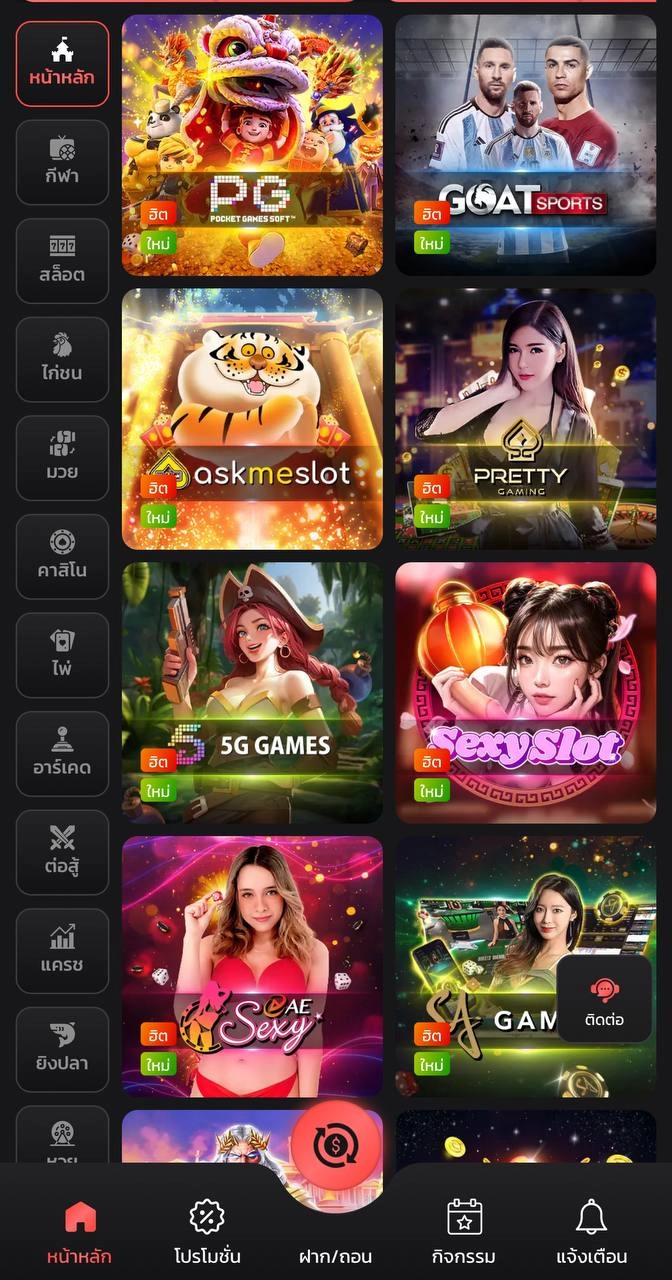 หน้าหลัก
กีฬา
สล็อต
ไก่ชน
มวย
คาสิโน
ไพ่
อาร์เคด
ต่อสู้
แครช
ยิงปลา
หวย
PG
POCKET GAMES SOFT™
ฮิต
ใหม่
GOAT SPORTS
ฮิต
ใหม่
askmeslot
ฮิต
ใหม่
PRETTY
GAMING
ฮิต
ใหม่
5 5G GAMES
ฮิต
ใหม่
SexySlot
ฮิต
ใหม่
AE
Sexy
ฮิต
ใหม่
SA GAM
ฮิต
ใหม่
ติดต่อ
หน้าหลัก
โปรโมชั่น
ฝาก/ถอน
กิจกรรม
แจ้งเตือน